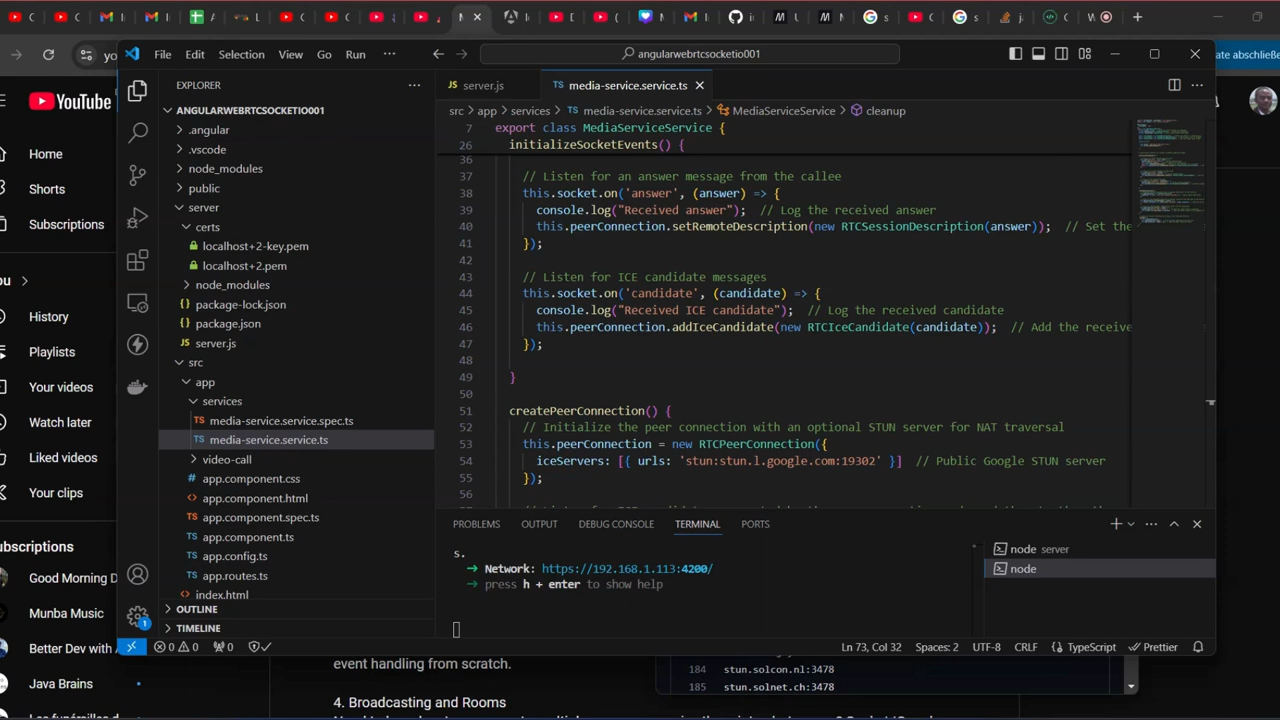 File Edit Selection View Go Run ... angularwebrtcsocketio001
EXPLORER
ANGULARWEBRTCSOCKETIO001
.angular
.vscode
node_modules
public
server
certs
localhost+2-key.pem
localhost+2.pem
node_modules
package-lock.json
package.json
server.js
src
app
services
media-service.service.spec.ts
media-service.service.ts
video-call
app.component.css
app.component.html
app.component.spec.ts
app.component.ts
app.config.ts
app.routes.ts
index.html
OUTLINE
TIMELINE
server.js media-service.service.ts
src > app > services > media-service.service.ts > MediaServiceService > cleanup
7 export class MediaServiceService {
26 initializeSocketEvents() {
36
37 // Listen for an answer message from the callee
38 this.socket.on('answer', (answer) => {
39 console.log("Received answer"); // Log the received answer
40 this.peerConnection.setRemoteDescription(new RTCSessionDescription(answer)); // Set the
41 });
42
43 // Listen for ICE candidate messages
44 this.socket.on('candidate', (candidate) => {
45 console.log("Received ICE candidate"); // Log the received candidate
46 this.peerConnection.addIceCandidate(new RTCIceCandidate(candidate)); // Add the receive
47 });
48
49 }
50
51 createPeerConnection() {
52 // Initialize the peer connection with an optional STUN server for NAT traversal
53 this.peerConnection = new RTCPeerConnection({
54 iceServers: [{ urls: 'stun:stun.l.google.com:19302' }] // Public Google STUN server
55 });
56
PROBLEMS OUTPUT DEBUG CONSOLE TERMINAL PORTS
s.
➜ Network: https://192.168.1.113:4200/
➜ press h + enter to show help
node server
node
Ln 73, Col 32 Spaces: 2 UTF-8 CRLF TypeScript Prettier
0 0 0
1
YouTube
Home
Shorts
Subscriptions
ou >
History
Playlists
Your videos
Watch later
Liked videos
Your clips
ubscriptions
Good Morning D
Munba Music
Better Dev with A
Java Brains
event handling from scratch.
4. Broadcasting and Rooms
184 stun.solcon.nl:3478
185 stun.solnet.ch:3478